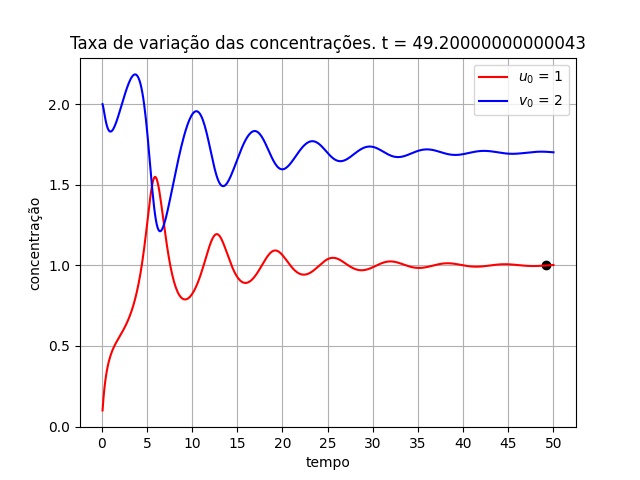 Taxa de variação das concentrações. t = 49.20000000000043
u₀ = 1
v₀ = 2
concentração
2.0
1.5
1.0
0.5
0.0
0 5 10 15 20 25 30 35 40 45 50
tempo